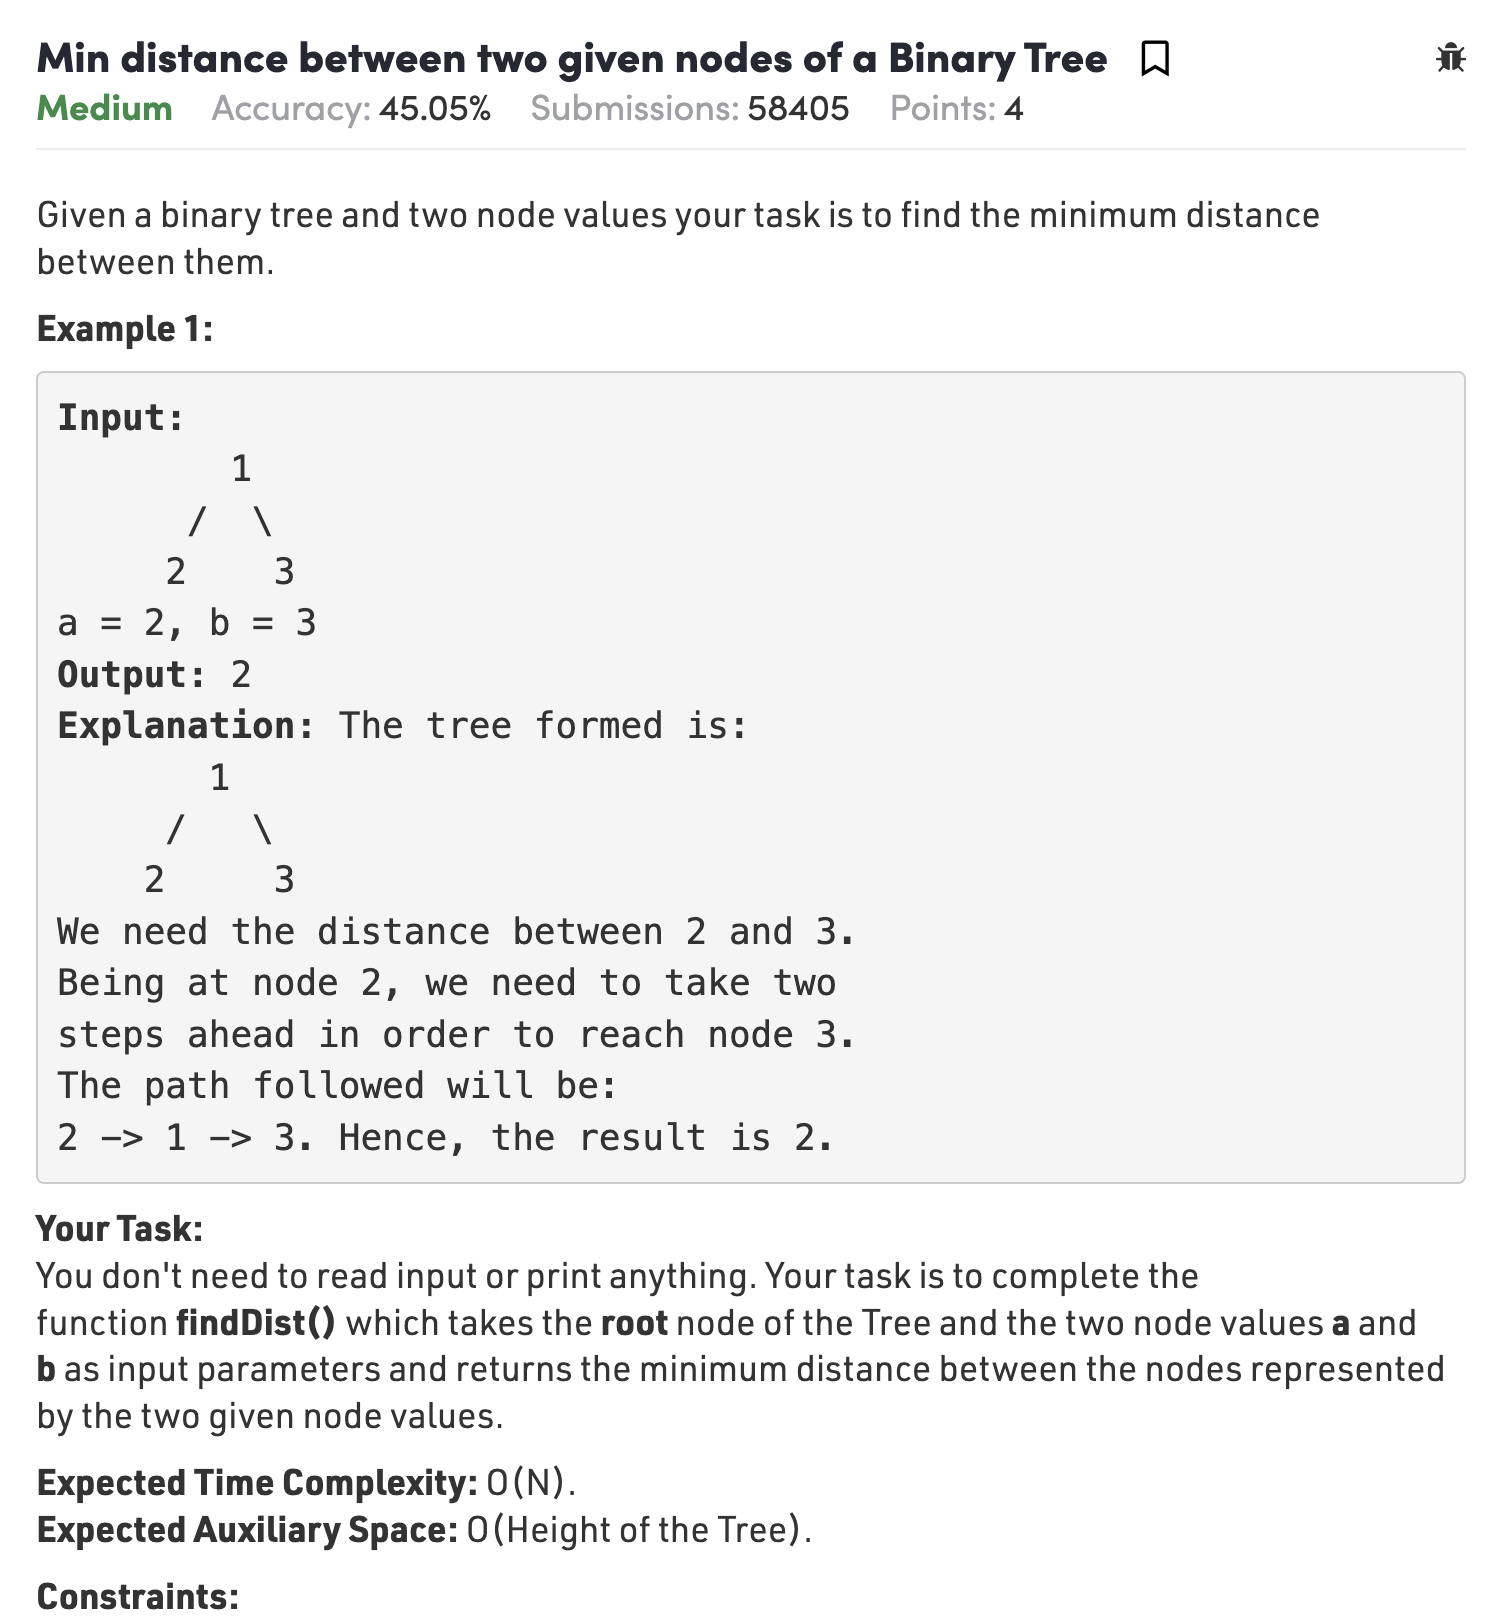 Min distance between two given nodes of a Binary Tree
Medium Accuracy: 45.05% Submissions: 58405 Points: 4
Given a binary tree and two node values your task is to find the minimum distance
between them.
Example 1:
Input:
1
/ \
2 3
a = 2, b = 3
Output: 2
Explanation: The tree formed is:
1
/ \
2 3
We need the distance between 2 and 3.
Being at node 2, we need to take two
steps ahead in order to reach node 3.
The path followed will be:
2 -> 1 -> 3. Hence, the result is 2.
Your Task:
You don't need to read input or print anything. Your task is to complete the
function findDist() which takes the root node of the Tree and the two node values a and
b as input parameters and returns the minimum distance between the nodes represented
by the two given node values.
Expected Time Complexity: O(N).
Expected Auxiliary Space: O(Height of the Tree).
Constraints: